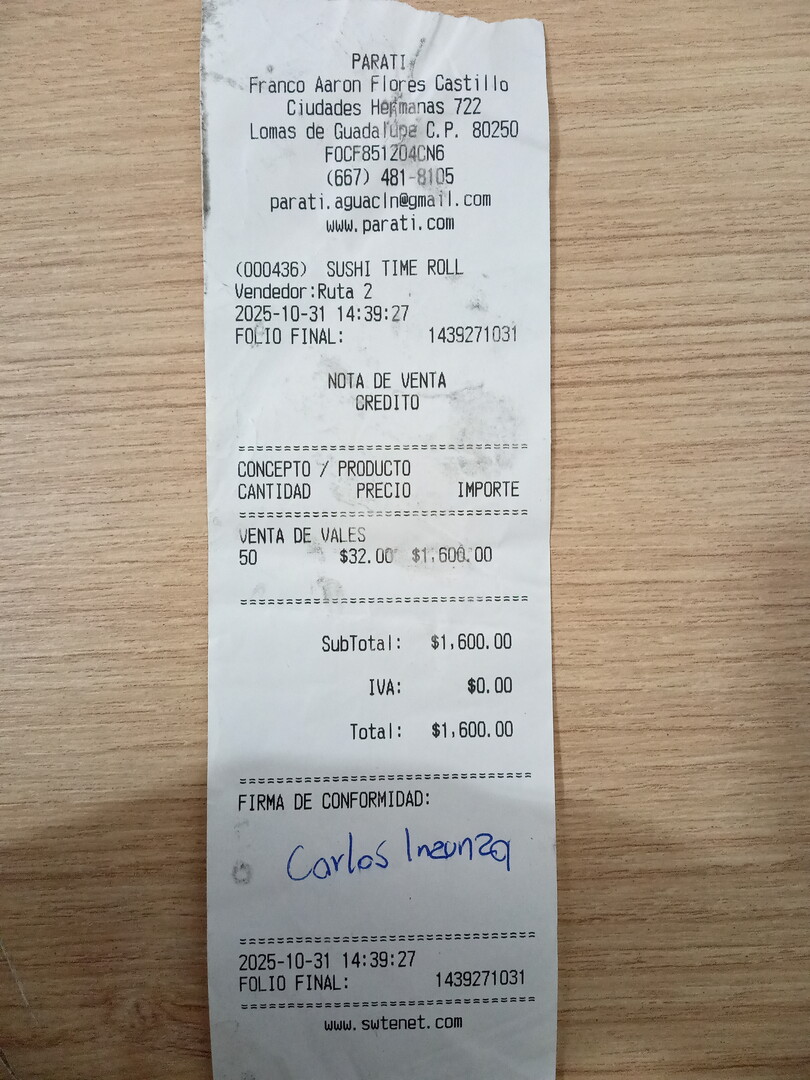 PARATI
Franco Aaron Flores Castillo
Ciudades Hermanas 722
Lomas de Guadalupe C.P. 80250
FOCF851204CN6
(667) 481-8105
parati.aguacln@gmail.com
www.parati.com
(000436) SUSHI TIME ROLL
Vendedor:Ruta 2
2025-10-31 14:39:27
FOLIO FINAL: 1439271031
NOTA DE VENTA
CREDITO
==============================
CONCEPTO / PRODUCTO
CANTIDAD PRECIO IMPORTE
==============================
VENTA DE VALES
50 $32.00 $1,600.00
==============================
SubTotal: $1,600.00
IVA: $0.00
Total: $1,600.00
==============================
FIRMA DE CONFORMIDAD:
Carlos Inzunza
==============================
2025-10-31 14:39:27
FOLIO FINAL: 1439271031
==============================
www.swtenet.com